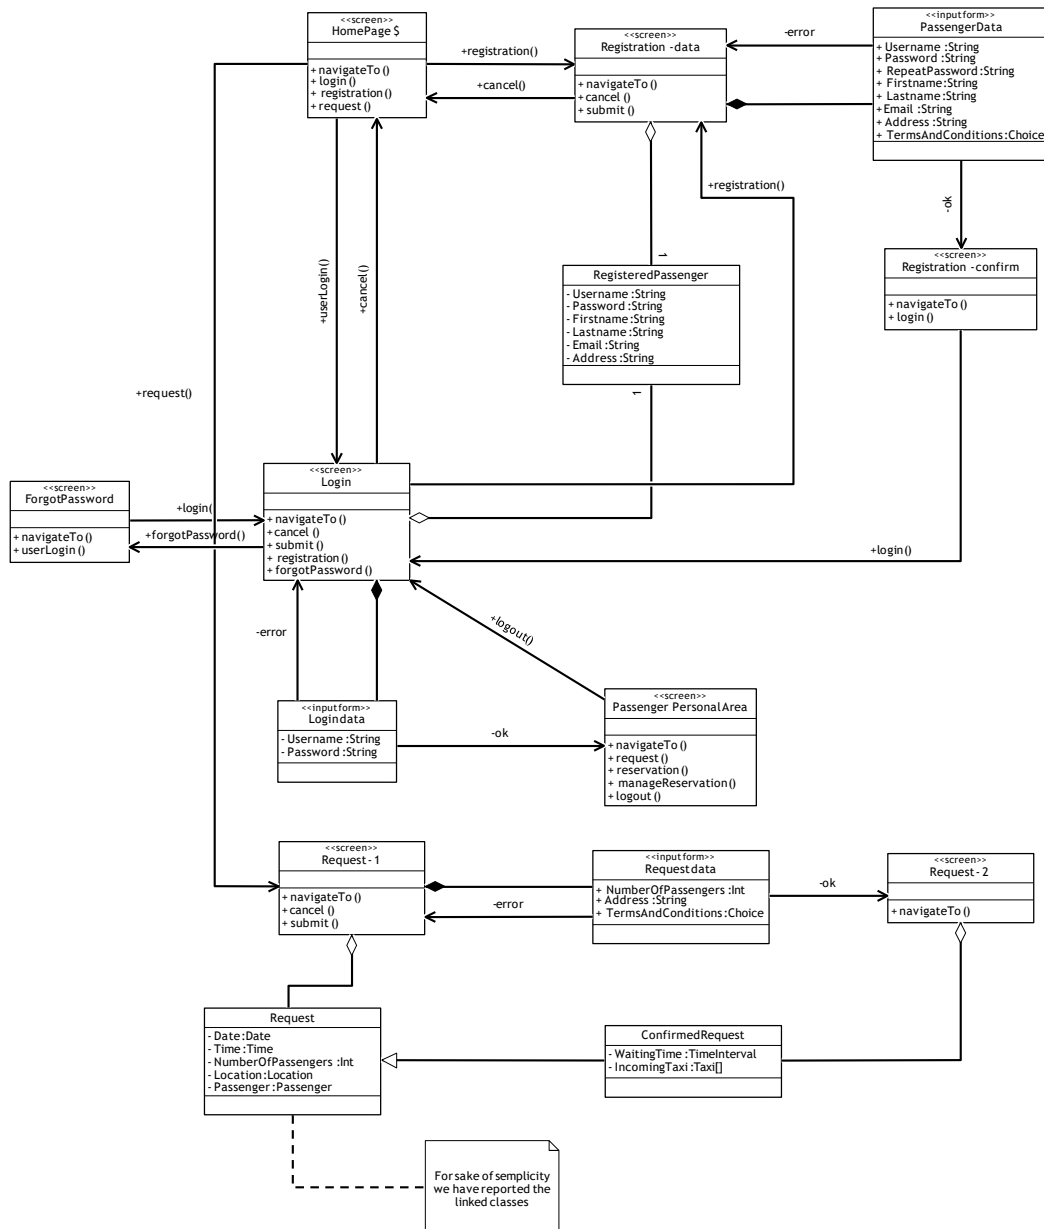 <<screen>>
HomePage $
+ navigateTo()
+ login()
+ registration()
+ request()
+registration()
+cancel()
<<screen>>
Registration -data
+ navigateTo()
+ cancel()
+ submit()
-error
<<inputform>>
PassengerData
+ Username :String
+ Password :String
+ RepeatPassword :String
+ Firstname:String
+ Lastname:String
+Email :String
+ Address :String
+ TermsAndConditions:Choice
+registration()
-ok
<<screen>>
Registration -confirm
+ navigateTo()
+ login()
1
RegisteredPassenger
- Username :String
- Password :String
- Firstname :String
- Lastname :String
- Email :String
- Address :String
1
+userLogin()
+cancel()
+request()
<<screen>>
ForgotPassword
+ navigateTo()
+ userLogin()
+login(
+forgotPassword()
<<screen>>
Login
+ navigateTo()
+cancel()
+ submit()
+ registration()
+forgotPassword()
+login()
-error
+logout()
<<inputform>>
Logindata
- Username :String
- Password :String
-ok
<<screen>>
Passenger PersonalArea
+ navigateTo()
+ request()
+ reservation()
+ manageReservation()
+ logout()
<<screen>>
Request-1
+ navigateTo()
+ cancel()
+ submit()
-error
<<inputform>>
Requestdata
+ NumberOfPassengers :Int
+ Address :String
+ TermsAndConditions:Choice
-ok
<<screen>>
Request-2
+ navigateTo()
Request
- Date:Date
- Time:Time
- NumberOfPassengers :Int
- Location:Location
- Passenger:Passenger
ConfirmedRequest
- WaitingTime :TimeInterval
- IncomingTaxi :Taxi[]
For sake of semplicity
we have reported the
linked classes